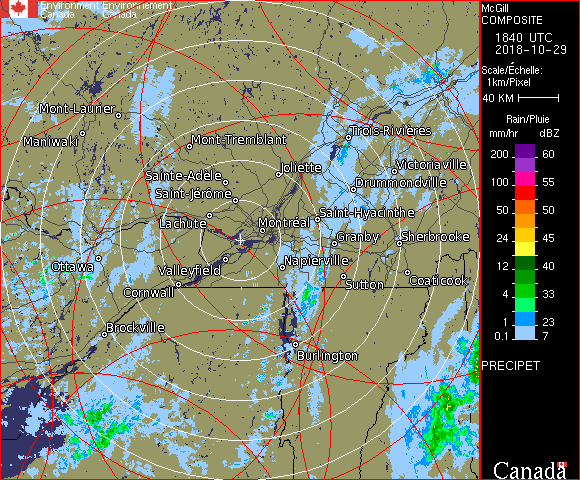 Environment Environnement
Canada Canada
Mont-Laurier
Maniwaki
Mont-Tremblant
Trois-Rivières
Joliette
Victoriaville
Sainte-Adèle
Drummondville
Saint-Jérôme
Lachute
Saint-Hyacinthe
Montréal
Granby
Sherbrooke
Ottawa
Valleyfield
Napierville
Coaticook
Cornwall
Sutton
Brockville
Burlington
McGill
COMPOSITE
1840 UTC
2018-10-29
Scale/Échelle:
1km/Pixel
40 KM
Rain/Pluie
mm/hr dBZ
200 60
100 55
50 50
24 45
12 40
4 33
1 23
0.1 7
PRECIPET
Canada